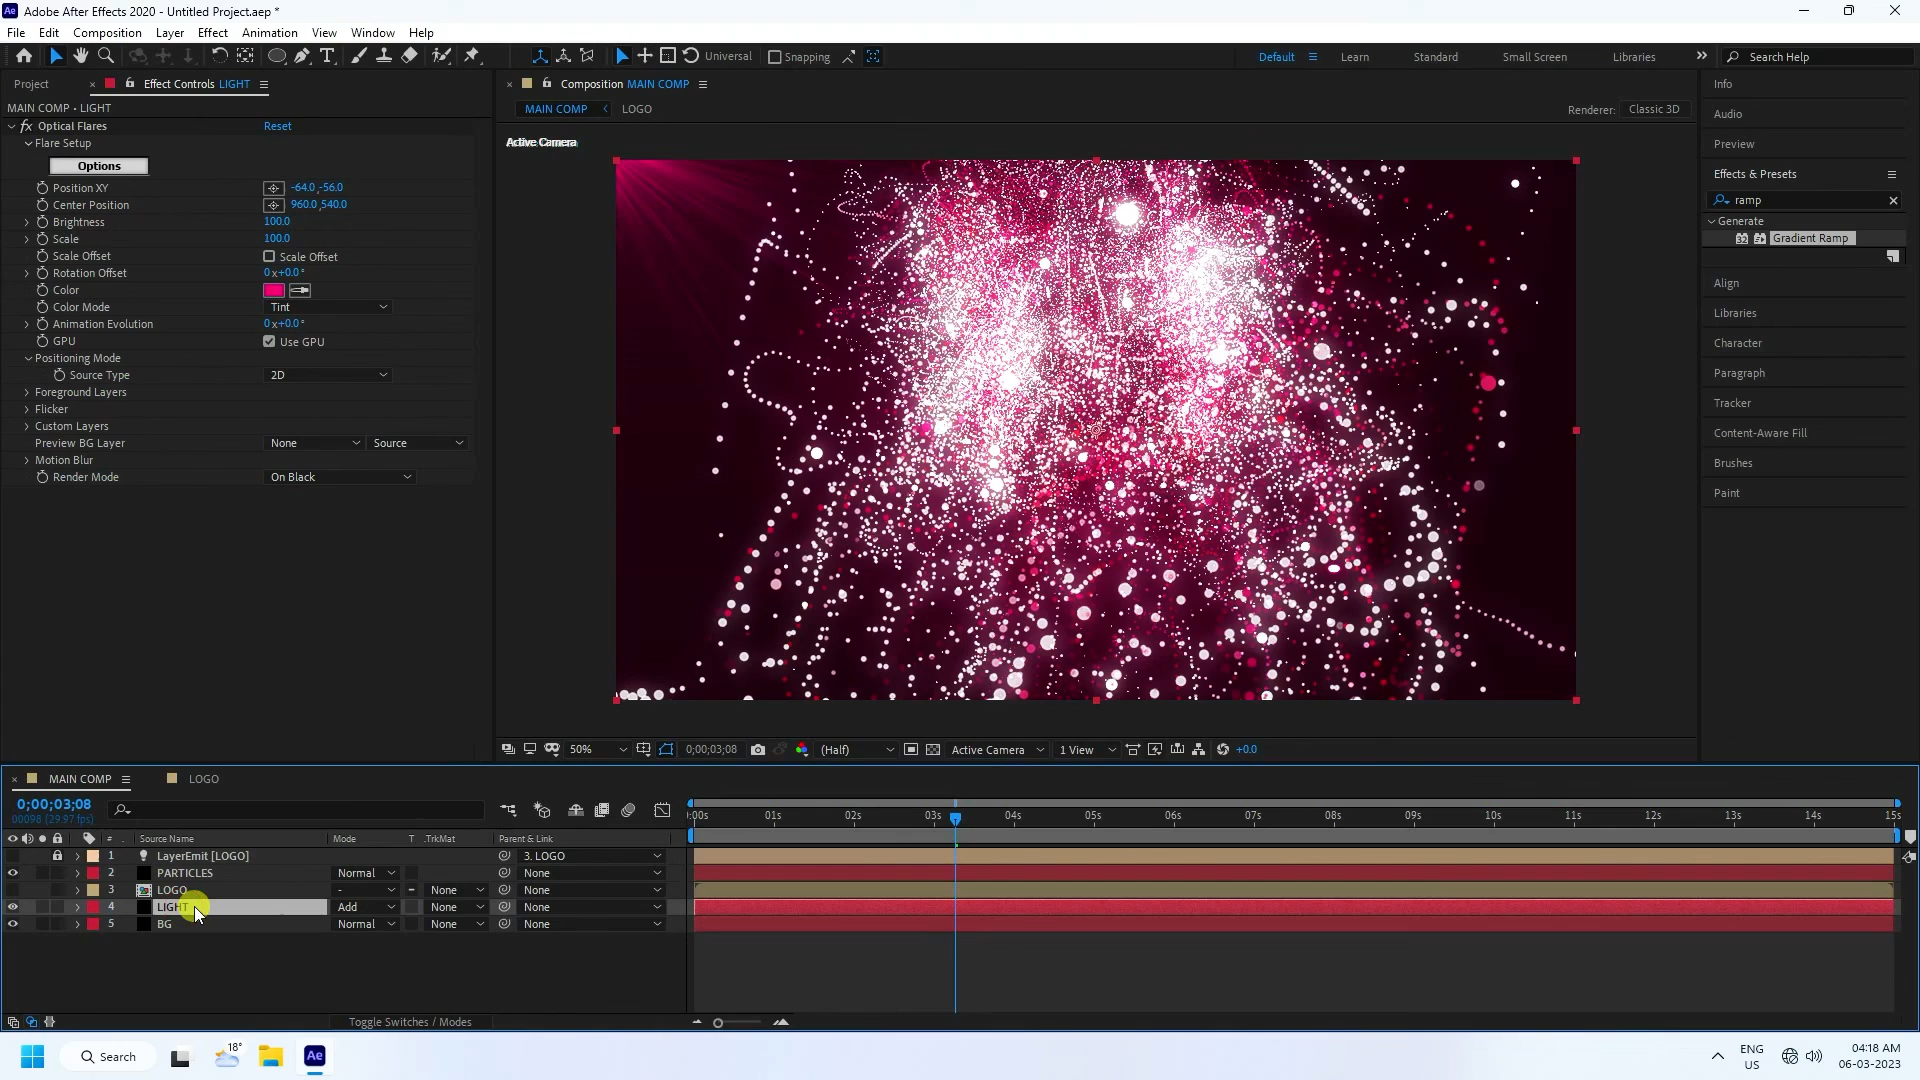 Adobe After Effects 2020 - Untitled Project.aep *
File Edit Composition Layer Effect Animation View Window Help
Universal Snapping Default Learn Standard Small Screen Libraries Search Help
Project Effect Controls LIGHT
MAIN COMP • LIGHT
fx Optical Flares Reset
Flare Setup
Options
Position XY -64.0,-56.0
Center Position 960.0,540.0
Brightness 100.0
Scale 100.0
Scale Offset Scale Offset
Rotation Offset 0x+0.0°
Color
Color Mode Tint
Animation Evolution 0x+0.0°
GPU Use GPU
Positioning Mode
Source Type 2D
Foreground Layers
Flicker
Custom Layers
Preview BG Layer None Source
Motion Blur
Render Mode On Black
Composition MAIN COMP
MAIN COMP LOGO
Renderer: Classic 3D
Active Camera
50% 0;00;03;08 (Half) Active Camera 1 View +0.0
Info
Audio
Preview
Effects & Presets
ramp
Generate
Gradient Ramp
Align
Libraries
Character
Paragraph
Tracker
Content-Aware Fill
Brushes
Paint
MAIN COMP LOGO
0;00;03;08
00098 (29.97 fps)
:00s 01s 02s 03s 04s 05s 06s 07s 08s 09s 10s 11s 12s 13s 14s 15s
# Source Name Mode T .TrkMat Parent & Link
1 LayerEmit [LOGO] 3. LOGO
2 PARTICLES Normal None
3 LOGO - None None
4 LIGHT Add None None
5 BG Normal None None
Toggle Switches / Modes
Search
18°
Ae
ENG
US
04:18 AM
06-03-2023